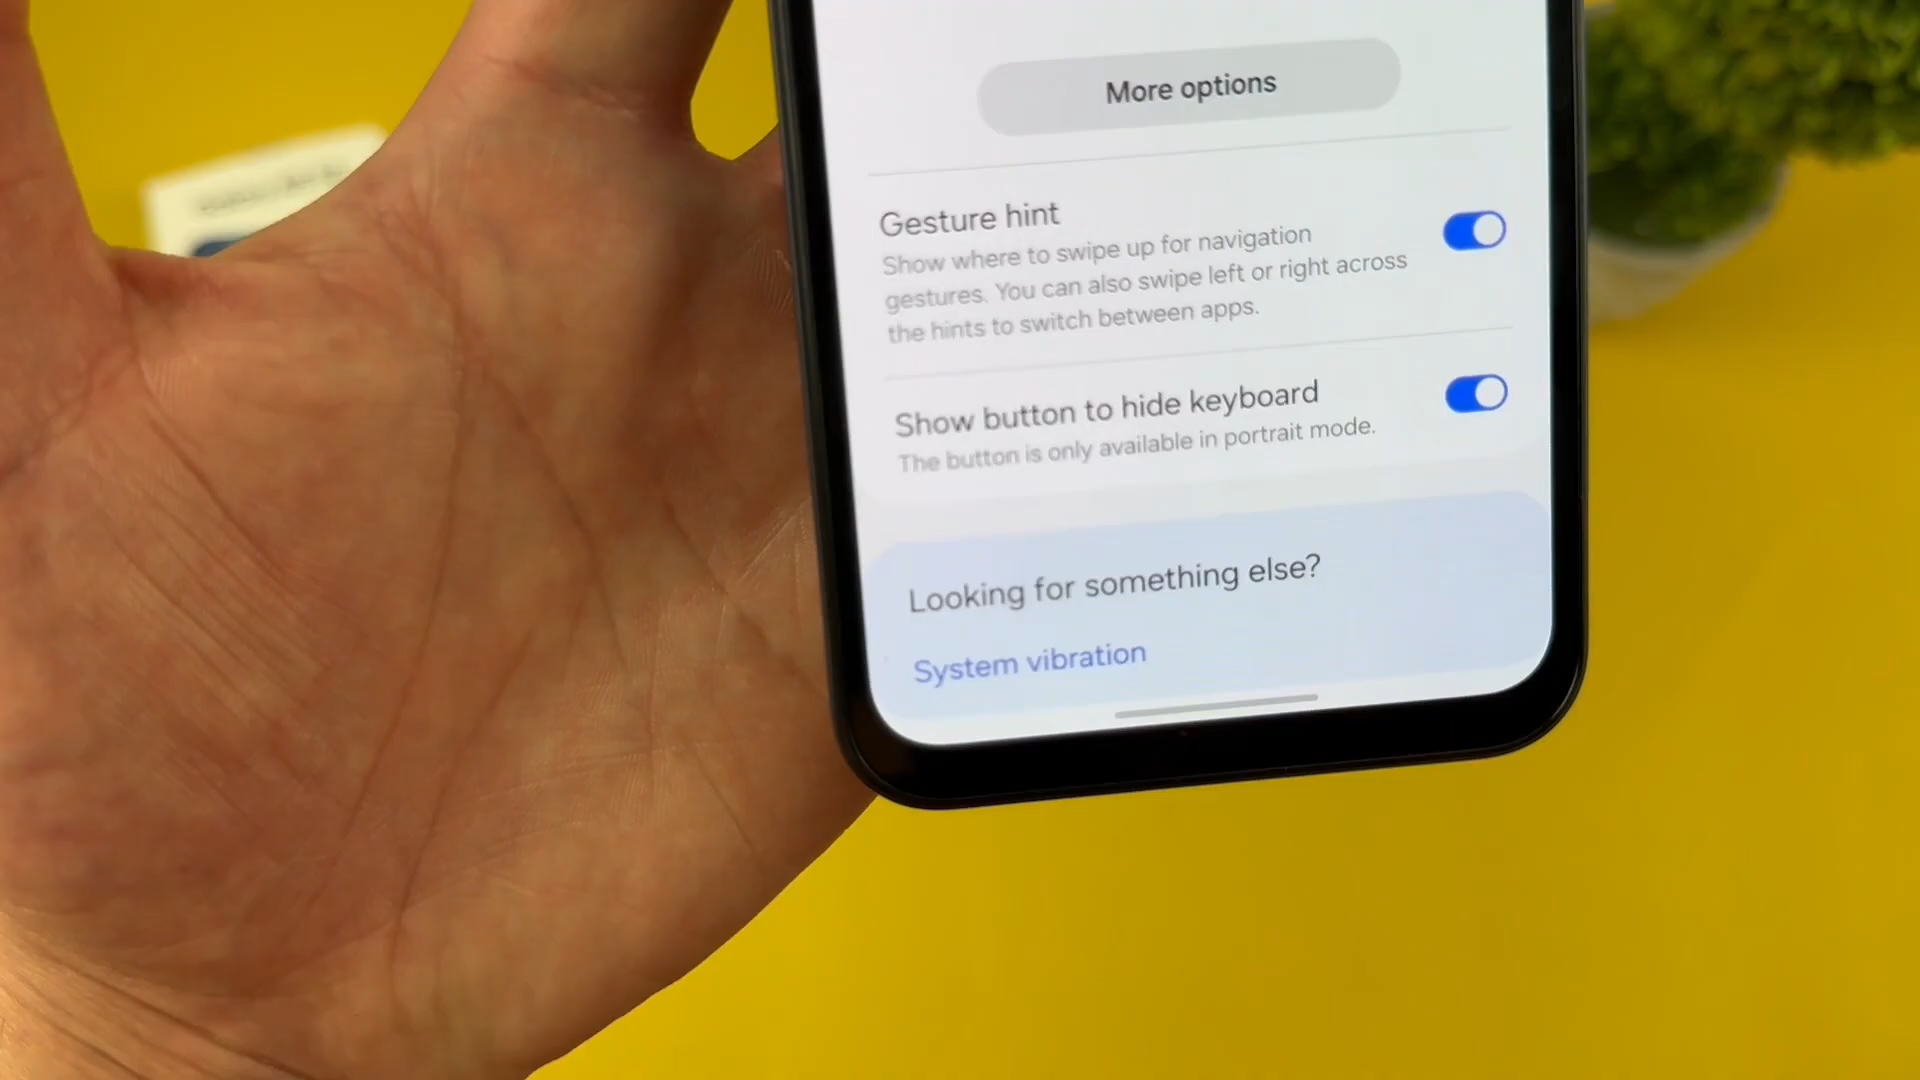 More options
Gesture hint
Show where to swipe up for navigation
gestures. You can also swipe left or right across
the hints to switch between apps.
Show button to hide keyboard
The button is only available in portrait mode.
Looking for something else?
System vibration